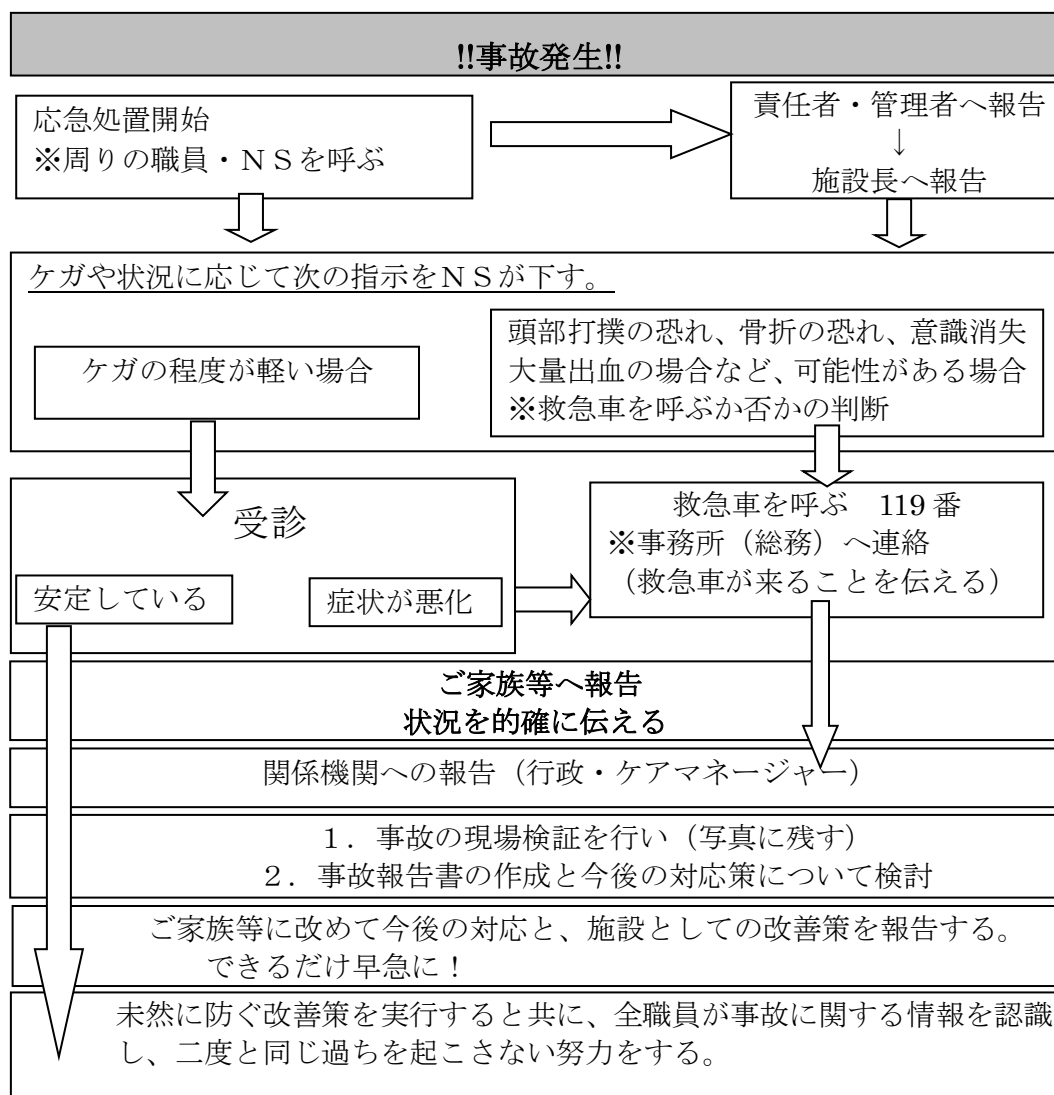 !!事故発生!!
応急処置開始
※周りの職員・ＮＳを呼ぶ
責任者・管理者へ報告
↓
施設長へ報告
ケガや状況に応じて次の指示をＮＳが下す。
ケガの程度が軽い場合
頭部打撲の恐れ、骨折の恐れ、意識消失
大量出血の場合など、可能性がある場合
※救急車を呼ぶか否かの判断
受診
安定している
症状が悪化
救急車を呼ぶ　119番
※事務所（総務）へ連絡
（救急車が来ることを伝える）
ご家族等へ報告
状況を的確に伝える
関係機関への報告（行政・ケアマネージャー）
１．事故の現場検証を行い（写真に残す）
２．事故報告書の作成と今後の対応策について検討
ご家族等に改めて今後の対応と、施設としての改善策を報告する。
できるだけ早急に！
未然に防ぐ改善策を実行すると共に、全職員が事故に関する情報を認識
し、二度と同じ過ちを起こさない努力をする。